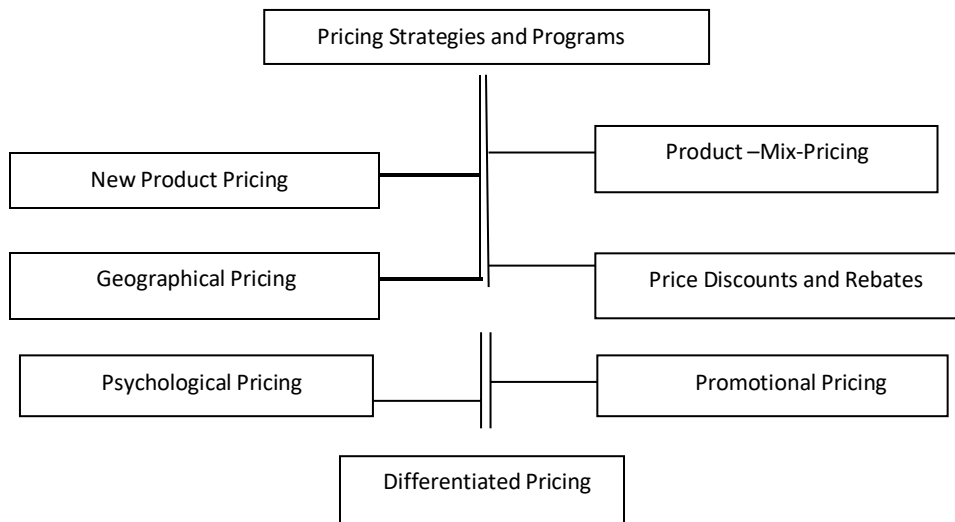 Pricing Strategies and Programs
Product –Mix-Pricing
New Product Pricing
Geographical Pricing
Price Discounts and Rebates
Psychological Pricing
Promotional Pricing
Differentiated Pricing